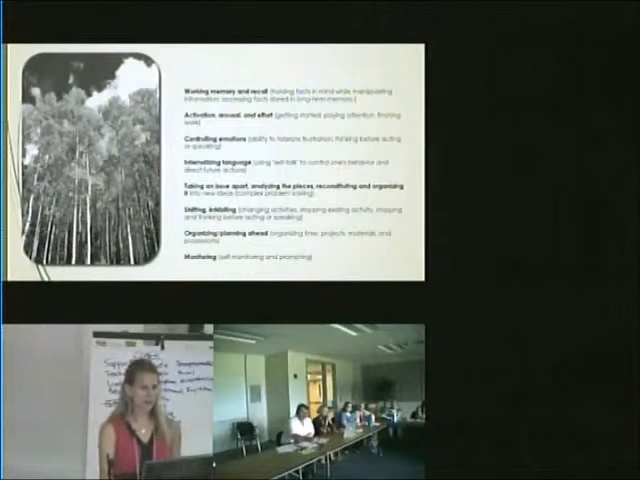 Working memory and recall (holding facts in mind while manipulating
information; accessing facts stored in long-term memory.)
Activation, arousal, and effort (getting started; paying attention; finishing
work)
Controlling emotions (ability to tolerate frustration; thinking before acting
or speaking)
Internalizing language (using "self-talk" to control one's behavior and
direct future actions)
Taking an issue apart, analyzing the pieces, reconstituting and organizing
it into new ideas (complex problem solving).
Shifting, inhibiting (changing activities, stopping existing activity, stopping
and thinking before acting or speaking)
Organizing/planning ahead (organizing time, projects, materials, and
possessions)
Monitoring (self-monitoring and prompting)